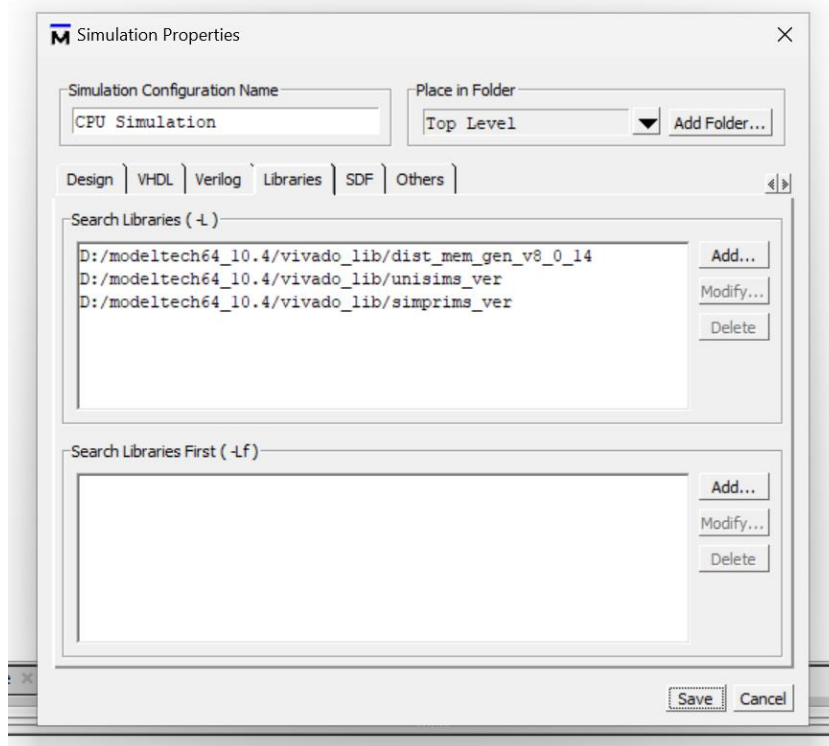 M Simulation Properties
Simulation Configuration Name
CPU Simulation
Place in Folder
Top Level
Add Folder...
Design
VHDL
Verilog
Libraries
SDF
Others
Search Libraries ( -L )
D:/modeltech64_10.4/vivado_lib/dist_mem_gen_v8_0_14
D:/modeltech64_10.4/vivado_lib/unisims_ver
D:/modeltech64_10.4/vivado_lib/simprims_ver
Add...
Modify...
Delete
Search Libraries First ( -Lf )
Add...
Modify...
Delete
Save
Cancel